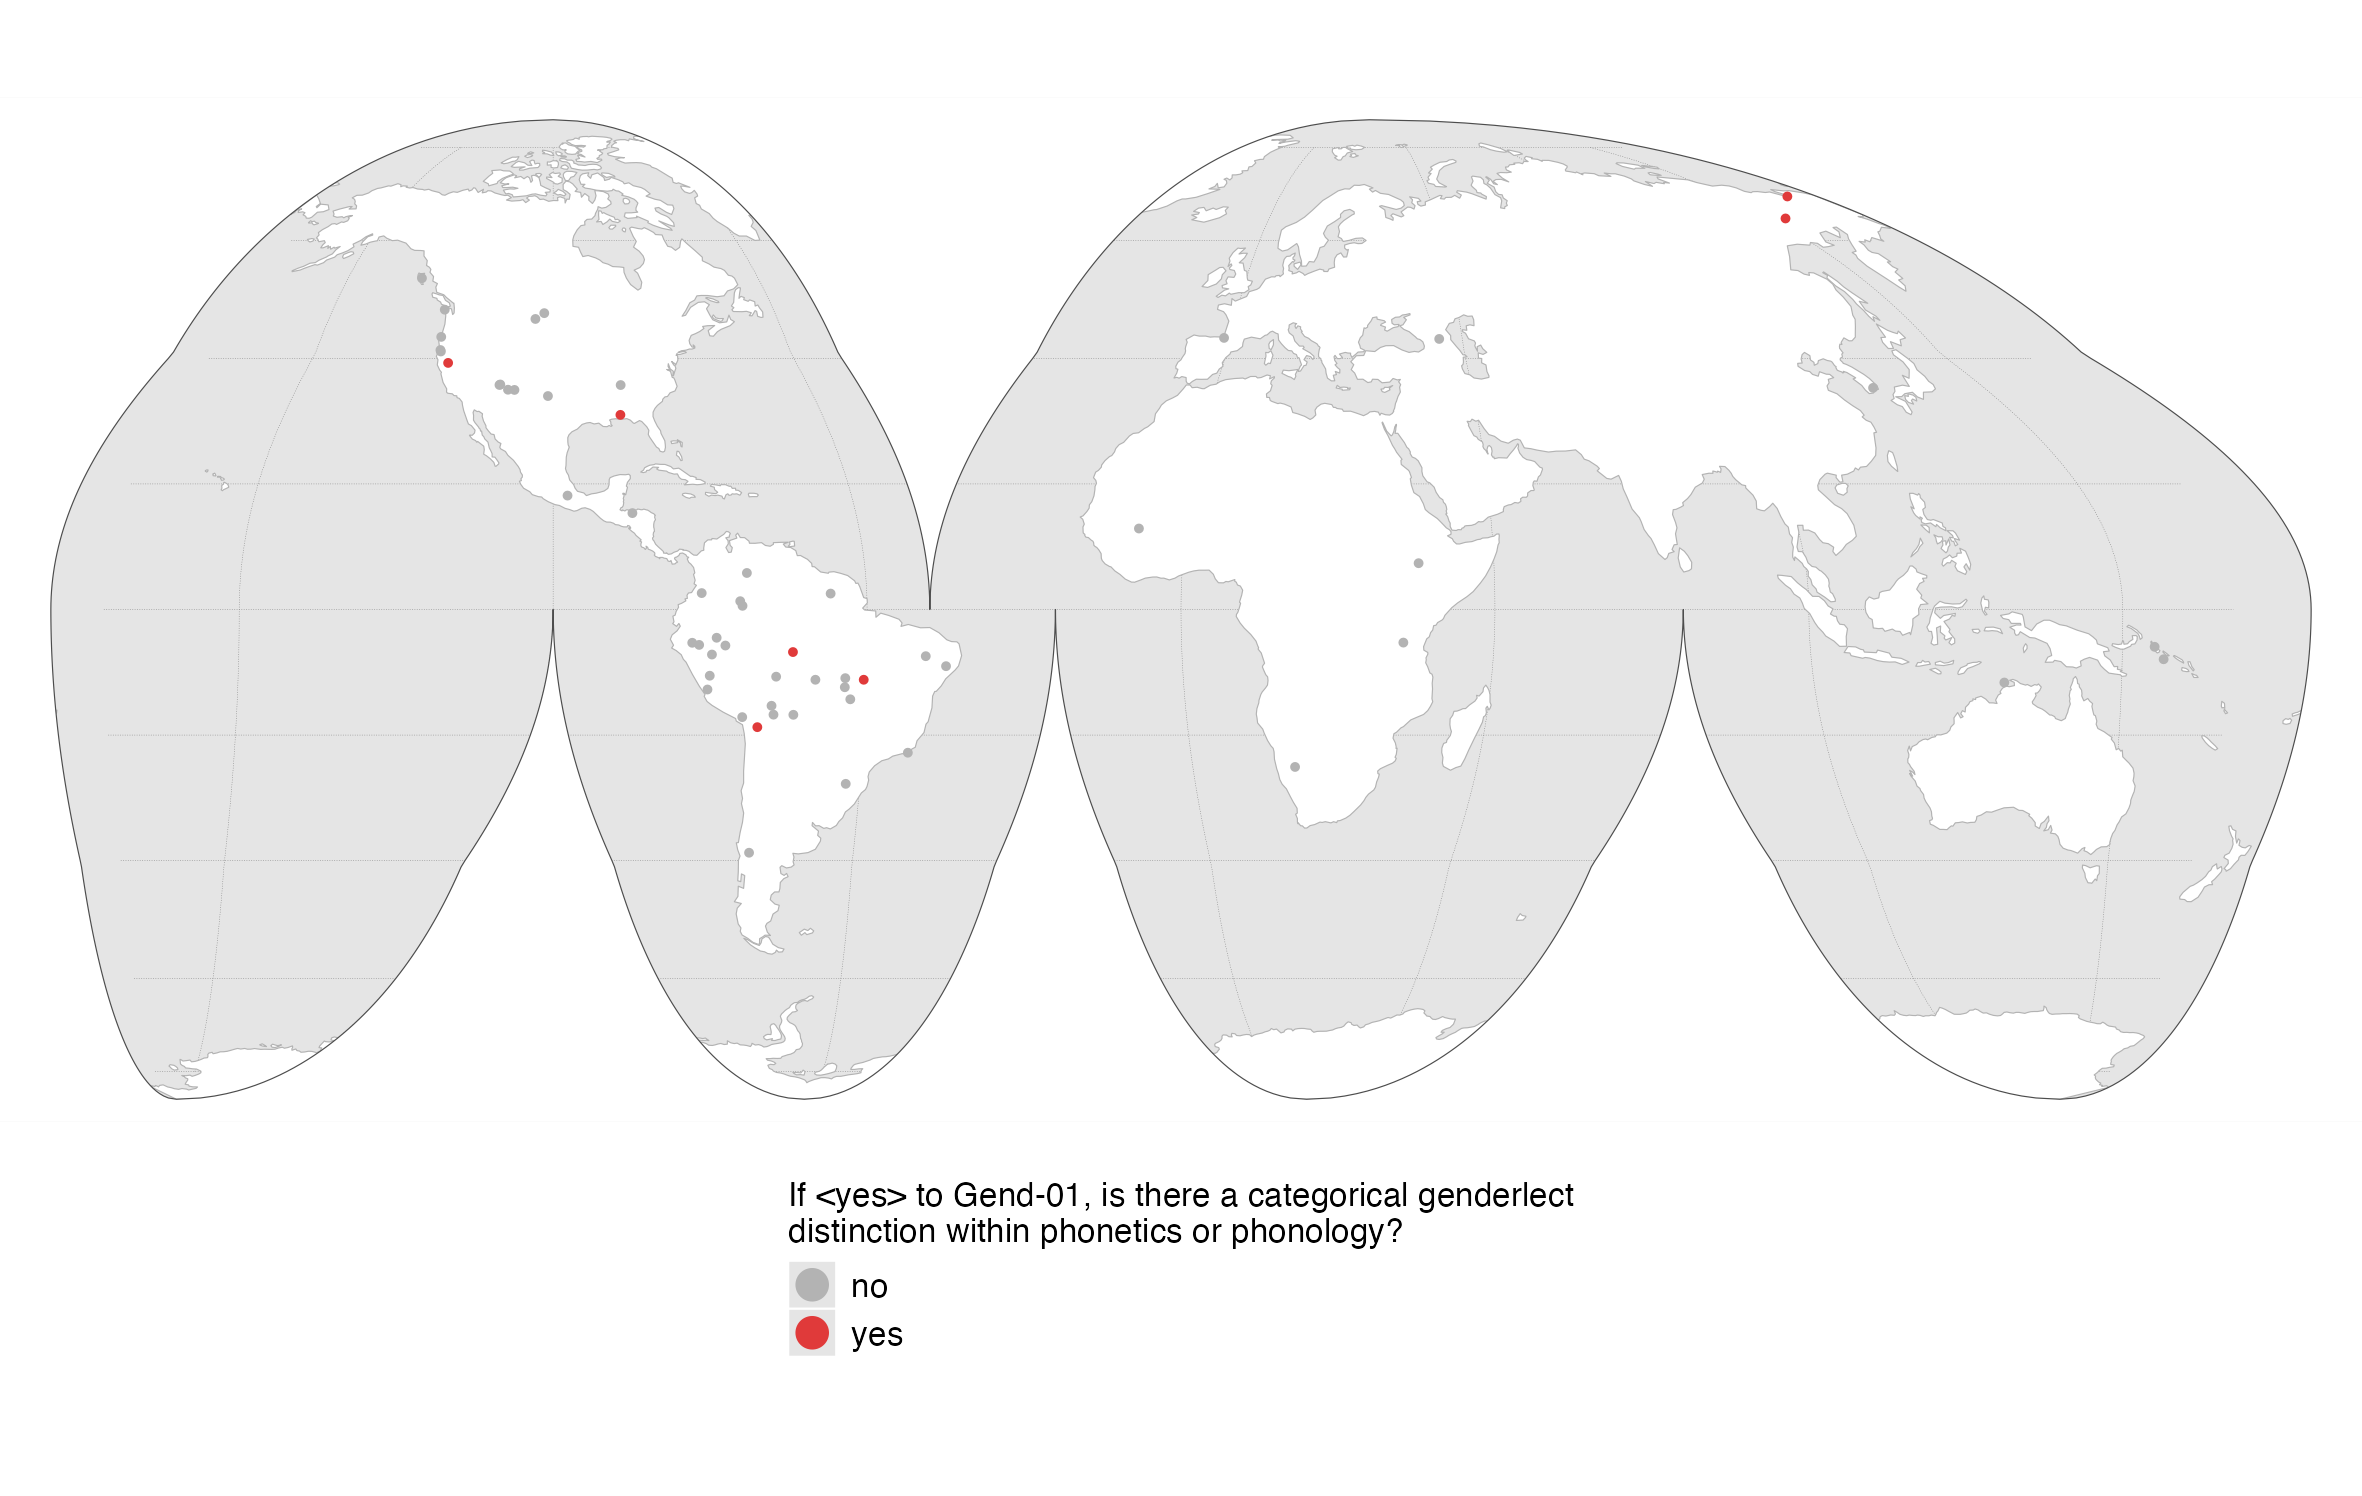 If <yes> to Gend-01, is there a categorical genderlect
distinction within phonetics or phonology?
no
yes